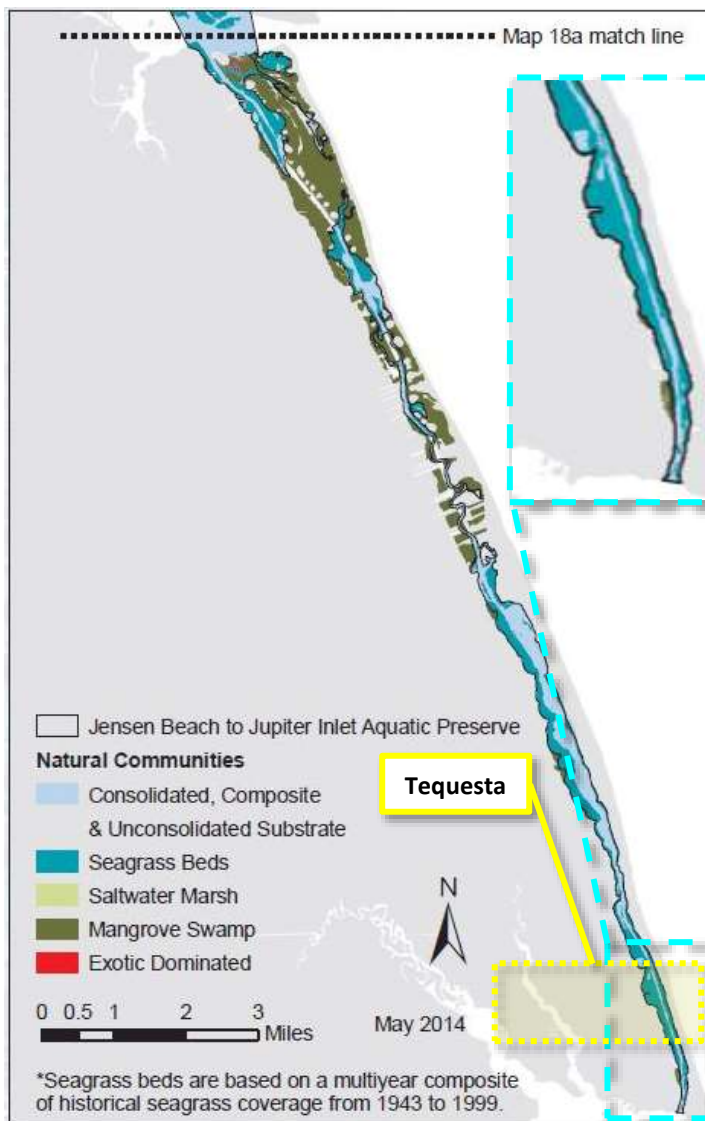 Map 18a match line
Jensen Beach to Jupiter Inlet Aquatic Preserve
Natural Communities
Consolidated, Composite
& Unconsolidated Substrate
Seagrass Beds
Saltwater Marsh
Mangrove Swamp
Exotic Dominated
Tequesta
N
0 0.5 1 2 3
Miles
May 2014
*Seagrass beds are based on a multiyear composite
of historical seagrass coverage from 1943 to 1999.